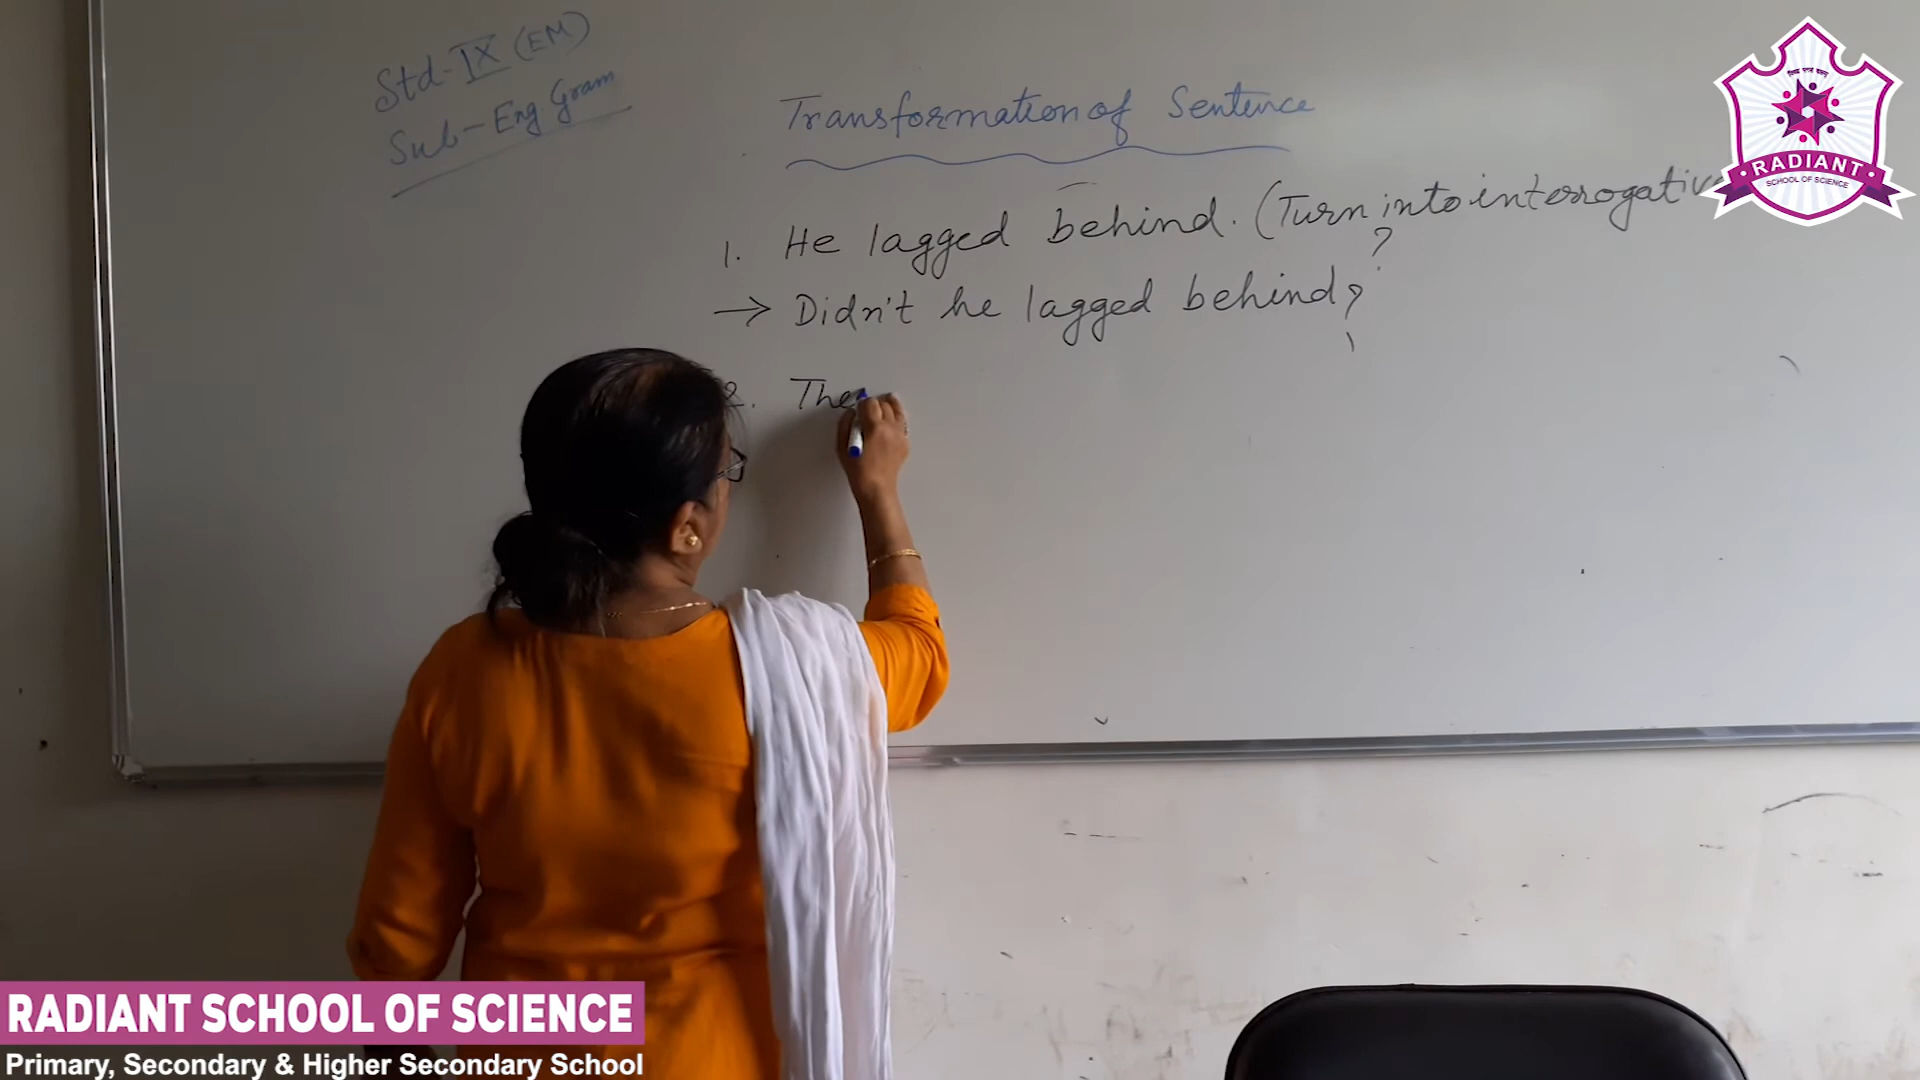 Std-IX (EM)
Sub-Eng. Gram
Transformation of Sentence
1. He lagged behind. (Turn into interrogative
?
→ Didn't he lagged behind?
2. The
RADIANT
SCHOOL OF SCIENCE
RADIANT SCHOOL OF SCIENCE
Primary, Secondary & Higher Secondary School